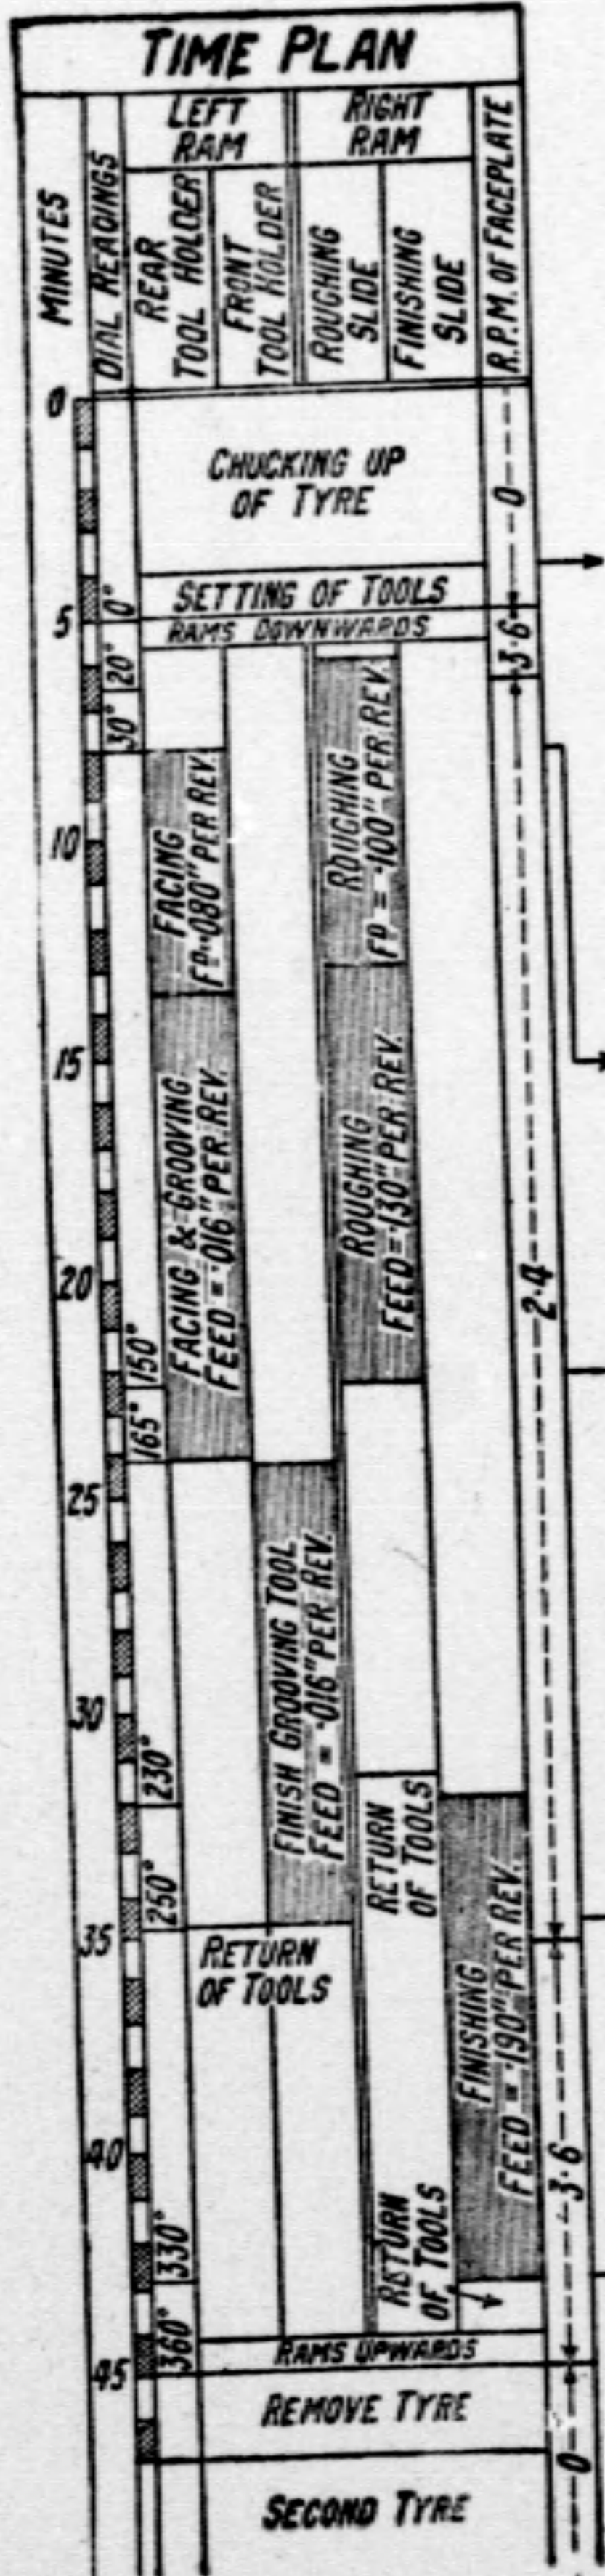 TIME PLAN
MINUTES
DIAL READINGS
LEFT
RAM
RIGHT
RAM
REAR
TOOL HOLDER
FRONT
TOOL HOLDER
ROUGHING
SLIDE
FINISHING
SLIDE
R.P.M. OF FACEPLATE
0
CHUCKING UP
OF TYRE
0
0°
SETTING OF TOOLS
5
RAMS DOWNWARDS
3·6
20°
30°
FACING
FD·080" PER REV.
ROUGHING
FD = ·100" PER REV.
10
15
FACING & GROOVING
FEED = ·016" PER REV.
ROUGHING
FEED = ·130" PER REV.
20
2·4
150°
165°
25
FINISH GROOVING TOOL
FEED = ·016" PER REV.
30
230°
250°
RETURN
OF TOOLS
35
RETURN
OF TOOLS
FINISHING
FEED = ·190" PER REV.
40
3·6
330°
RETURN
OF TOOLS
360°
RAMS UPWARDS
45
REMOVE TYRE
0
SECOND TYRE